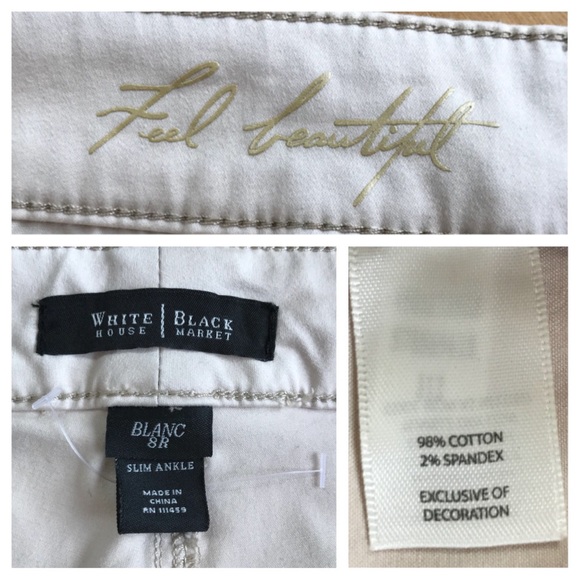 Feel beautiful
WHITE | BLACK
HOUSE | MARKET
BLANC
8R
SLIM ANKLE
MADE IN
CHINA
RN 111459
98% COTTON
2% SPANDEX
EXCLUSIVE OF
DECORATION